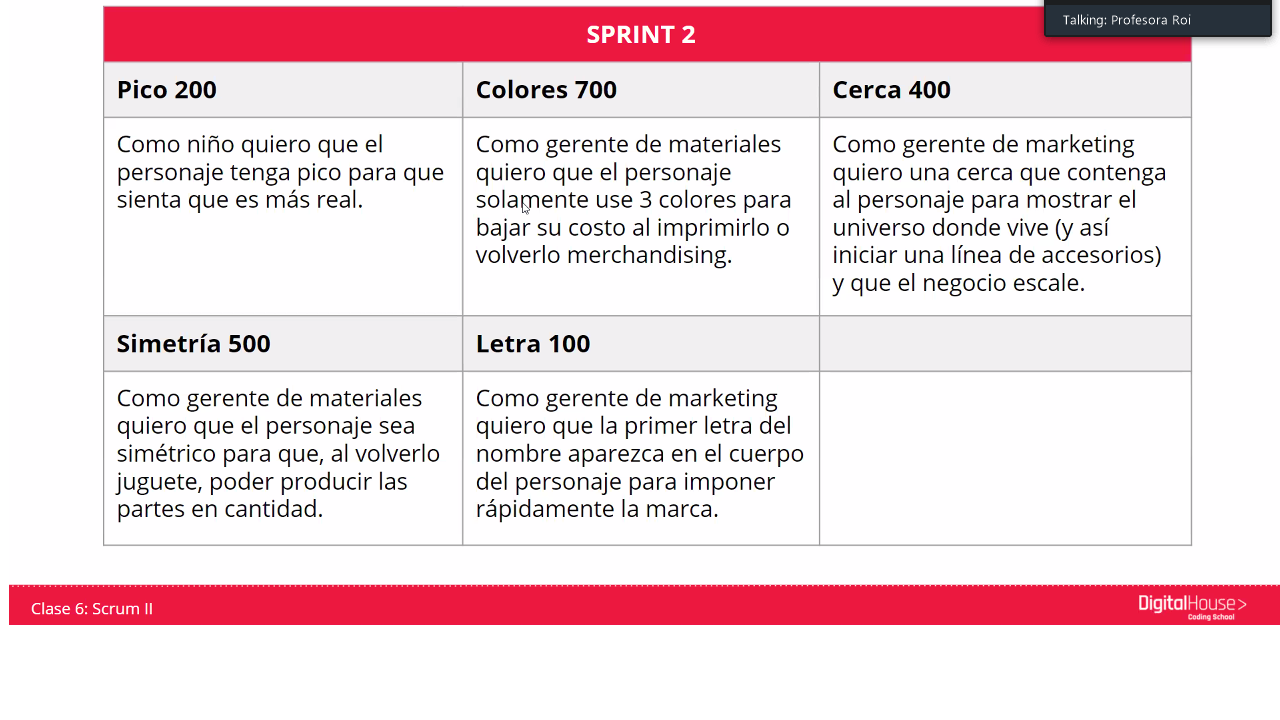 Talking: Profesora Roi
SPRINT 2
Pico 200
Colores 700
Cerca 400
Como niño quiero que el
personaje tenga pico para que
sienta que es más real.
Como gerente de materiales
quiero que el personaje
solamente use 3 colores para
bajar su costo al imprimirlo o
volverlo merchandising.
Como gerente de marketing
quiero una cerca que contenga
al personaje para mostrar el
universo donde vive (y así
iniciar una línea de accesorios)
y que el negocio escale.
Simetría 500
Letra 100
Como gerente de materiales
quiero que el personaje sea
simétrico para que, al volverlo
juguete, poder producir las
partes en cantidad.
Como gerente de marketing
quiero que la primer letra del
nombre aparezca en el cuerpo
del personaje para imponer
rápidamente la marca.
Clase 6: Scrum II
DigitalHouse>
Coding School